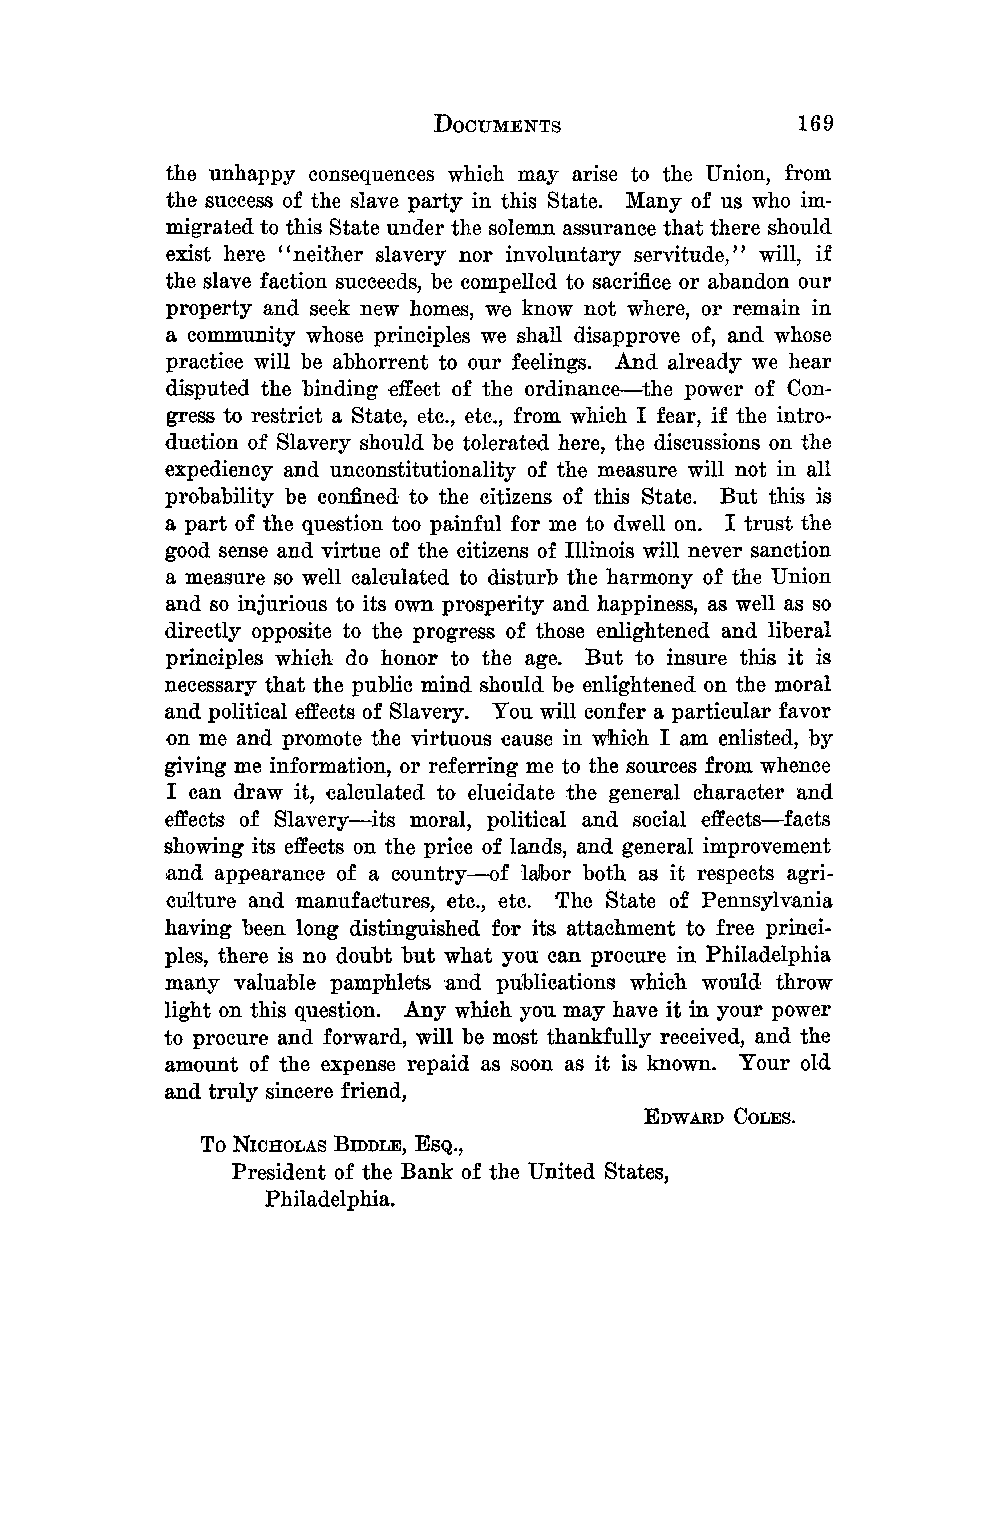 DOCUMENTS 169
the unhappy consequences which may arise to the Union, from
the success of the slave party in this State. Many of us who im-
migrated to this State under the solemn assurance that there should
exist here "neither slavery nor involuntary servitude," will, if
the slave faction succeeds, be compelled to sacrifice or abandon our
property and seek new homes, we know not where, or remain in
a community whose principles we shall disapprove of, and whose
practice will be abhorrent to our feelings. And already we hear
disputed the binding effect of the ordinance—the power of Con-
gress to restrict a State, etc., etc., from which I fear, if the intro-
duction of Slavery should be tolerated here, the discussions on the
expediency and unconstitutionality of the measure will not in all
probability be confined to the citizens of this State. But this is
a part of the question too painful for me to dwell on. I trust the
good sense and virtue of the citizens of Illinois will never sanction
a measure so well calculated to disturb the harmony of the Union
and so injurious to its own prosperity and happiness, as well as so
directly opposite to the progress of those enlightened and liberal
principles which do honor to the age. But to insure this it is
necessary that the public mind should be enlightened on the moral
and political effects of Slavery. You will confer a particular favor
on me and promote the virtuous cause in which I am enlisted, by
giving me information, or referring me to the sources from whence
I can draw it, calculated to elucidate the general character and
effects of Slavery—its moral, political and social effects—facts
showing its effects on the price of lands, and general improvement
and appearance of a country—of labor both as it respects agri-
culture and manufactures, etc., etc. The State of Pennsylvania
having been long distinguished for its attachment to free princi-
ples, there is no doubt but what you can procure in Philadelphia
many valuable pamphlets and publications which would throw
light on this question. Any which you may have it in your power
to procure and forward, will be most thankfully received, and the
amount of the expense repaid as soon as it is known. Your old
and truly sincere friend,
EDWARD COLES.
TO NICHOLAS BIDDLE, ESQ.,
President of the Bank of the United States,
Philadelphia.